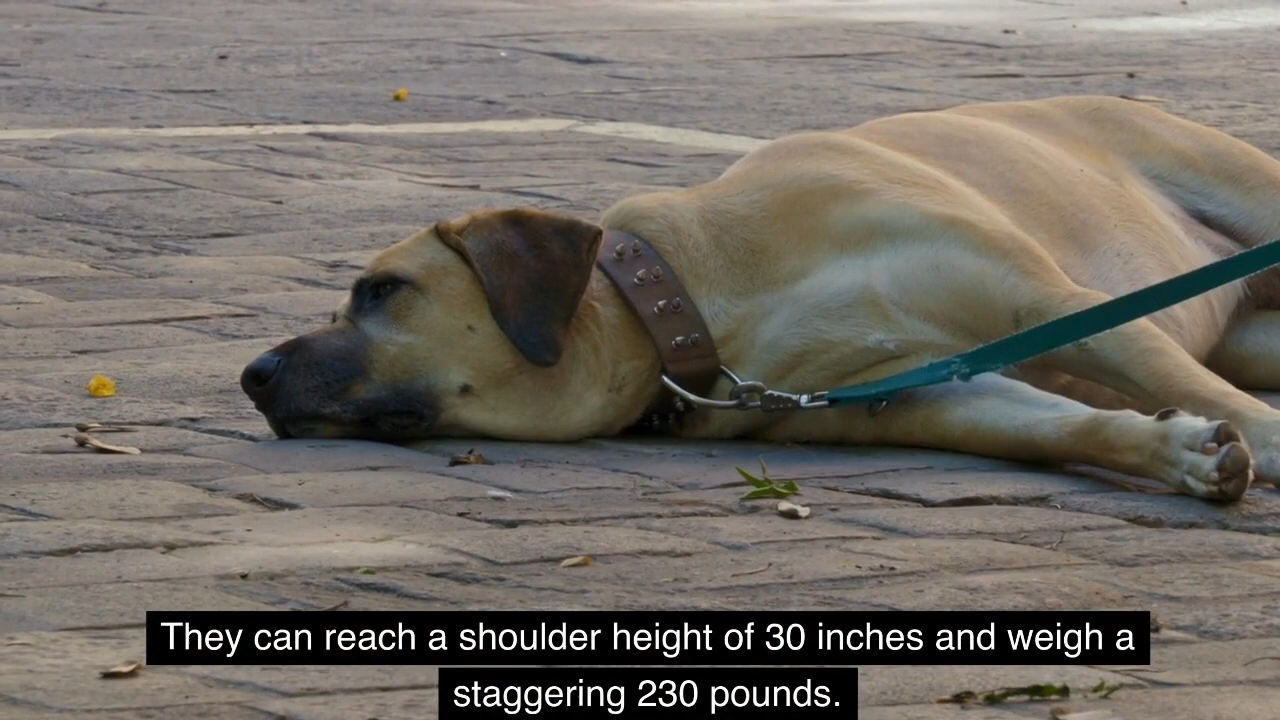 They can reach a shoulder height of 30 inches and weigh a
staggering 230 pounds.